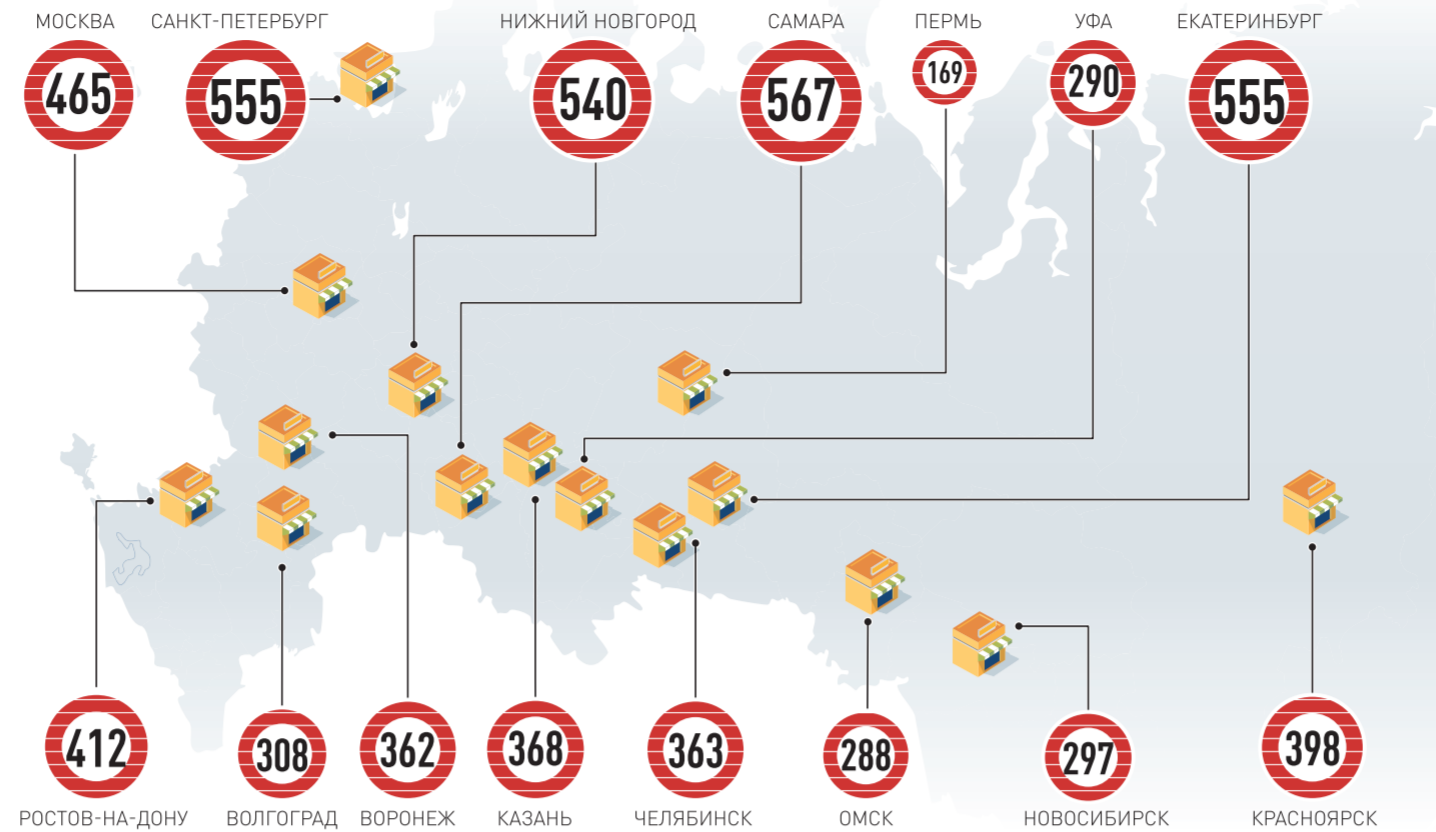 МОСКВА САНКТ-ПЕТЕРБУРГ НИЖНИЙ НОВГОРОД САМАРА ПЕРМЬ УФА ЕКАТЕРИНБУРГ
465 555 540 567 169 290 555
412 308 362 368 363 288 297 398
РОСТОВ-НА-ДОНУ ВОЛГОГРАД ВОРОНЕЖ КАЗАНЬ ЧЕЛЯБИНСК ОМСК НОВОСИБИРСК КРАСНОЯРСК